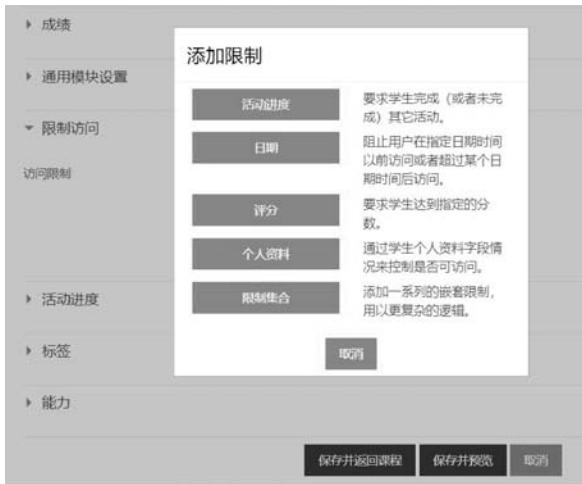 成绩
通用模块设置
限制访问
访问限制
活动进度
标签
能力
添加限制
活动进度
要求学生完成（或者未完
成）其它活动。
日期
阻止用户在指定日期时间
以前访问或者超过某个日
期时间后访问。
评分
要求学生达到指定的分
数。
个人资料
通过学生个人资料字段情
况来控制是否可访问。
限制集合
添加一系列的嵌套限制，
用以更复杂的逻辑。
取消
保存并返回课程
保存并预览
取消